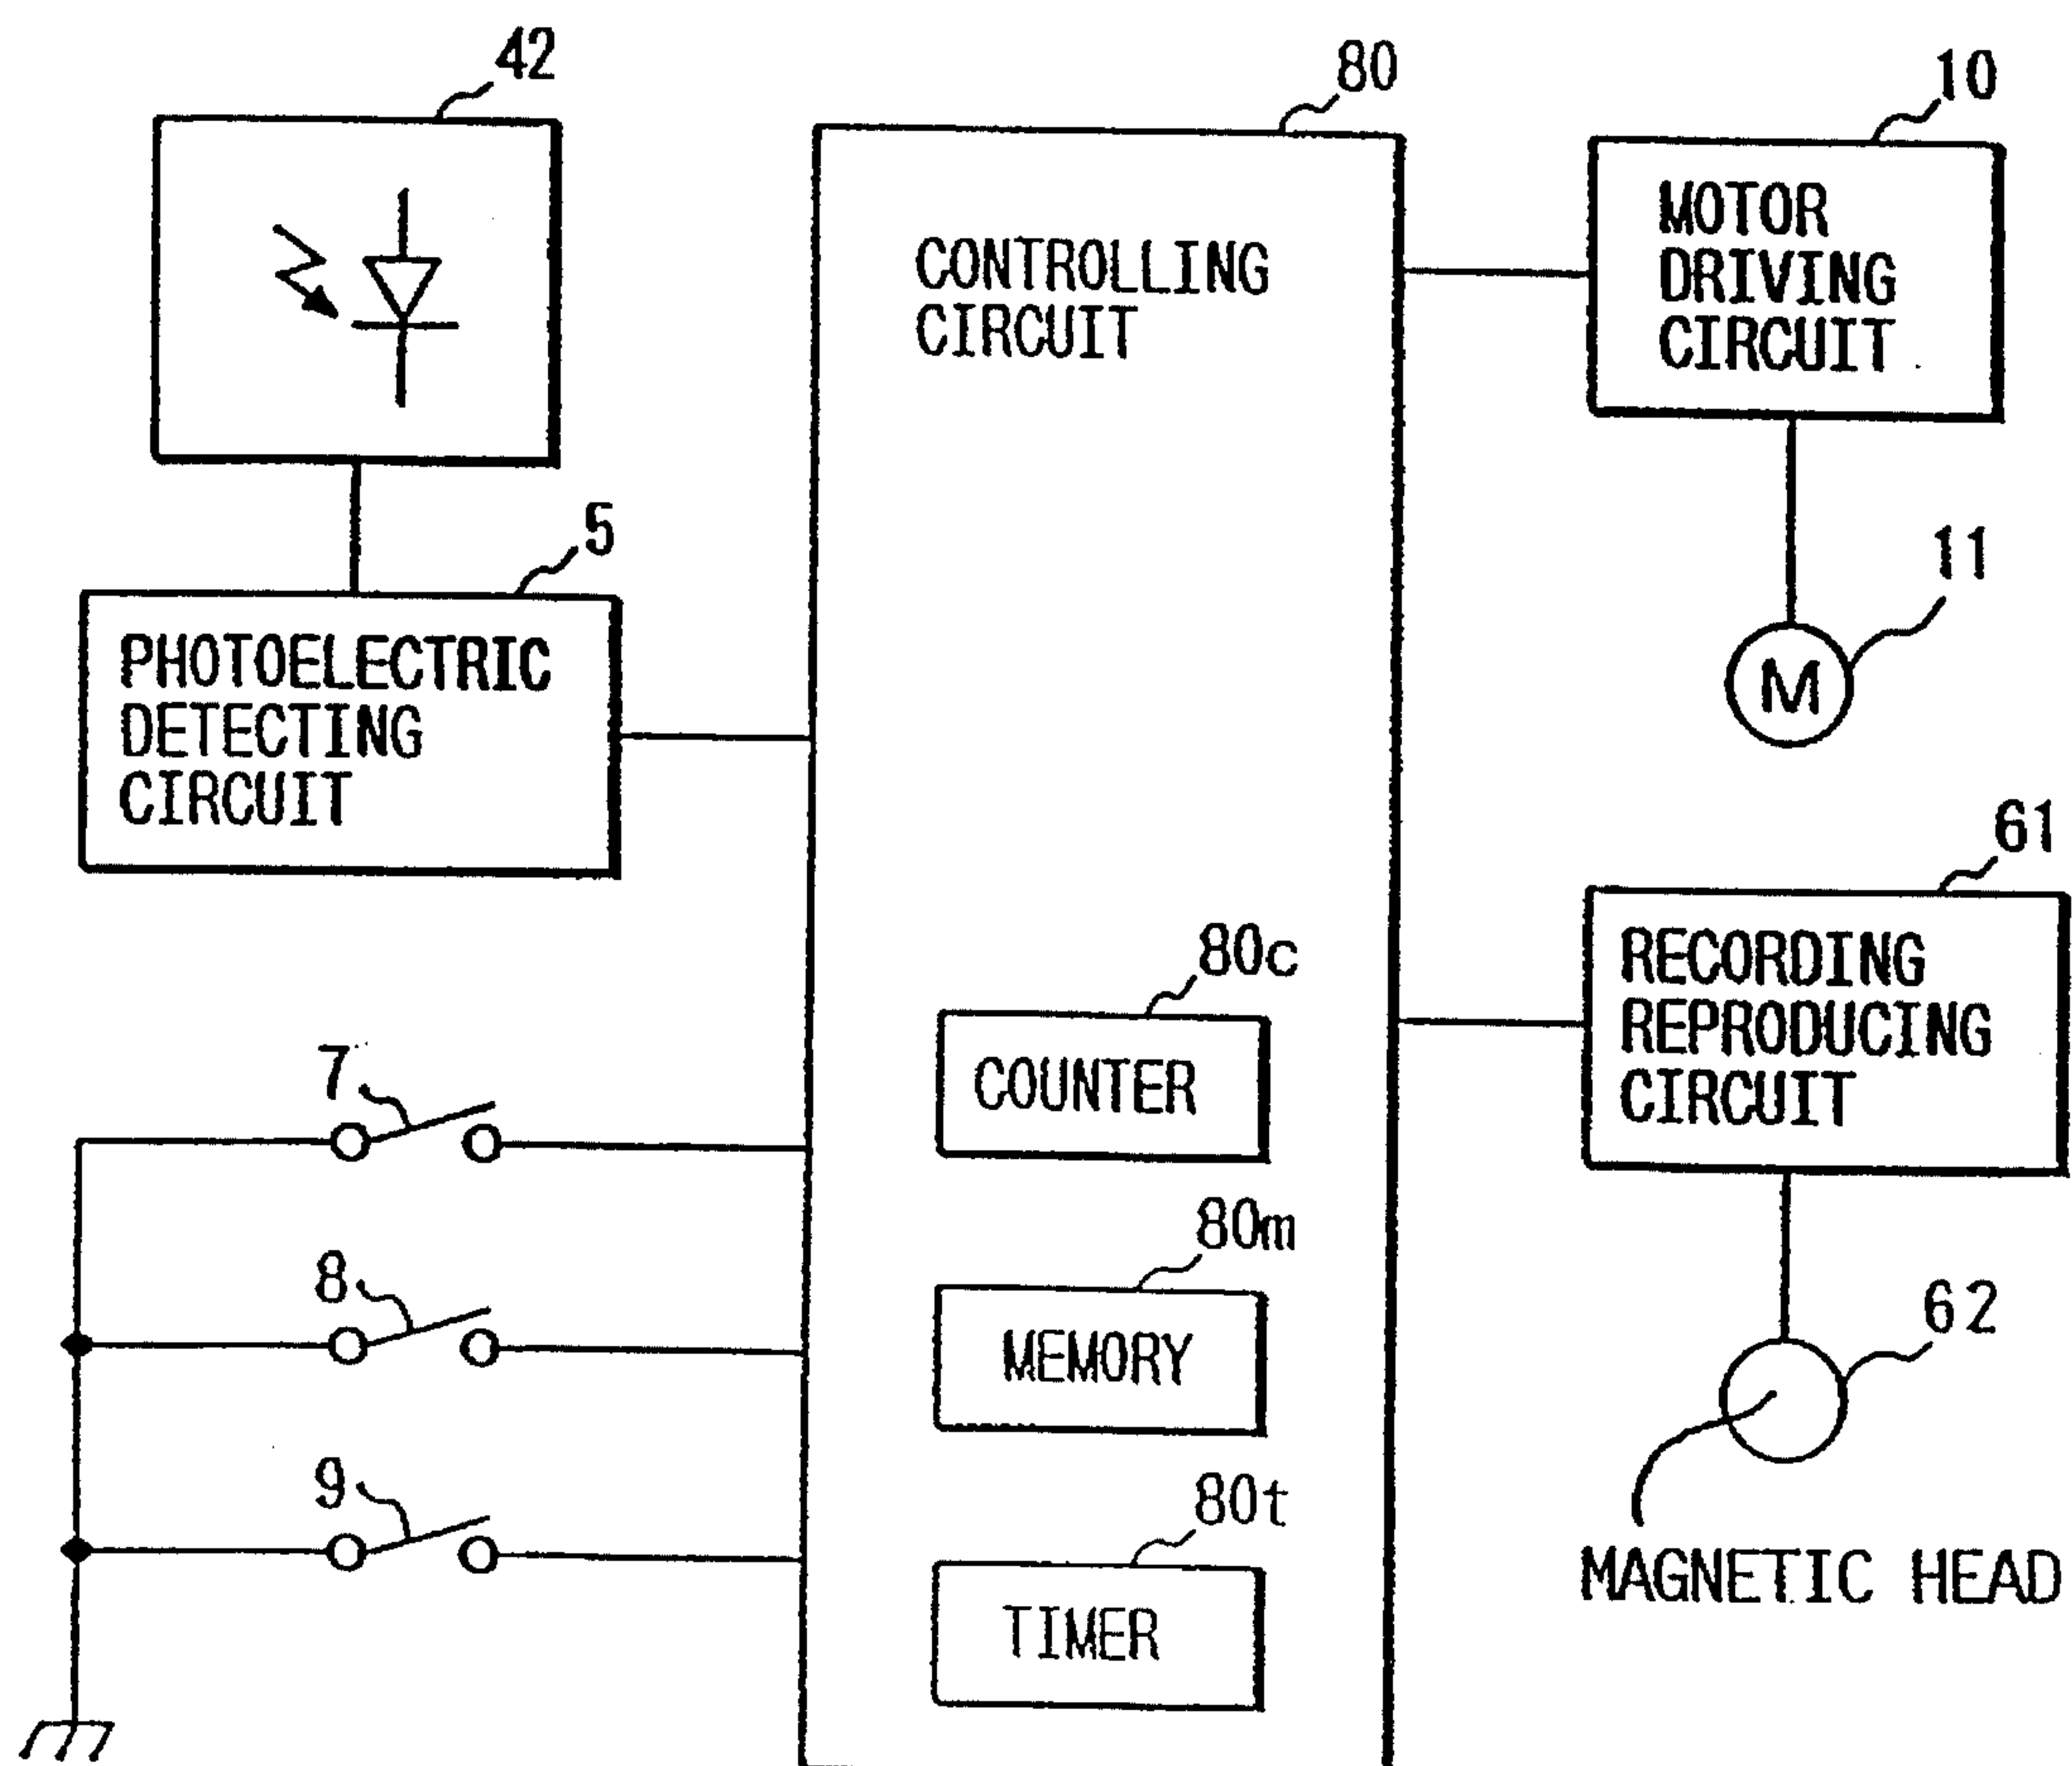 42
80
10
CONTROLLING
CIRCUIT
MOTOR
DRIVING
CIRCUIT
5
11
PHOTOELECTRIC
DETECTING
CIRCUIT
M
61
RECORDING
REPRODUCING
CIRCUIT
80c
COUNTER
7
80m
MEMORY
8
62
9
80t
TIMER
MAGNETIC HEAD